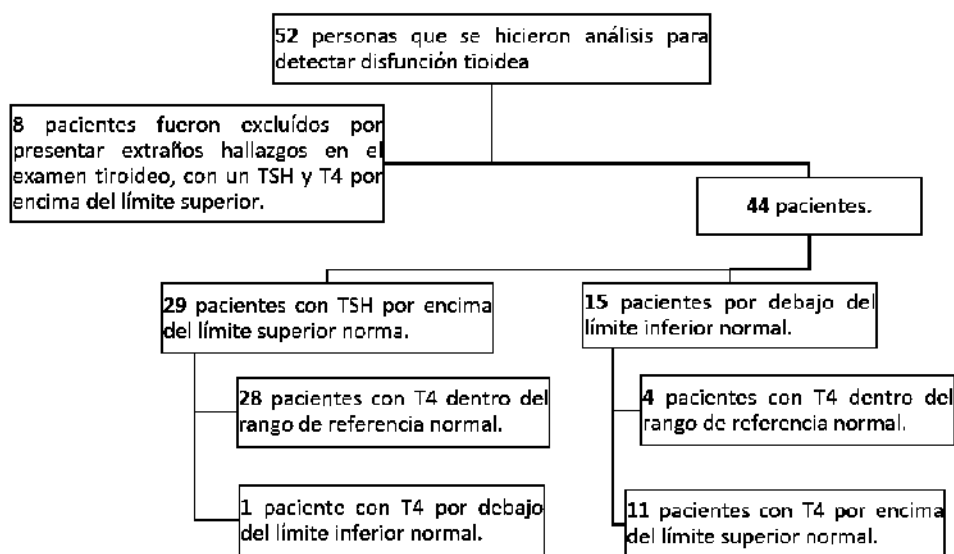 52 personas que se hicieron análisis para
detectar disfunción tioidea
8 pacientes fueron excluídos por
presentar extraños hallazgos en el
examen tiroideo, con un TSH y T4 por
encima del límite superior.
44 pacientes.
29 pacientes con TSH por encima
del límite superior norma.
15 pacientes por debajo del
límite inferior normal.
28 pacientes con T4 dentro del
rango de referencia normal.
4 pacientes con T4 dentro del
rango de referencia normal.
1 paciente con T4 por debajo
del límite inferior normal.
11 pacientes con T4 por encima
del límite superior normal.